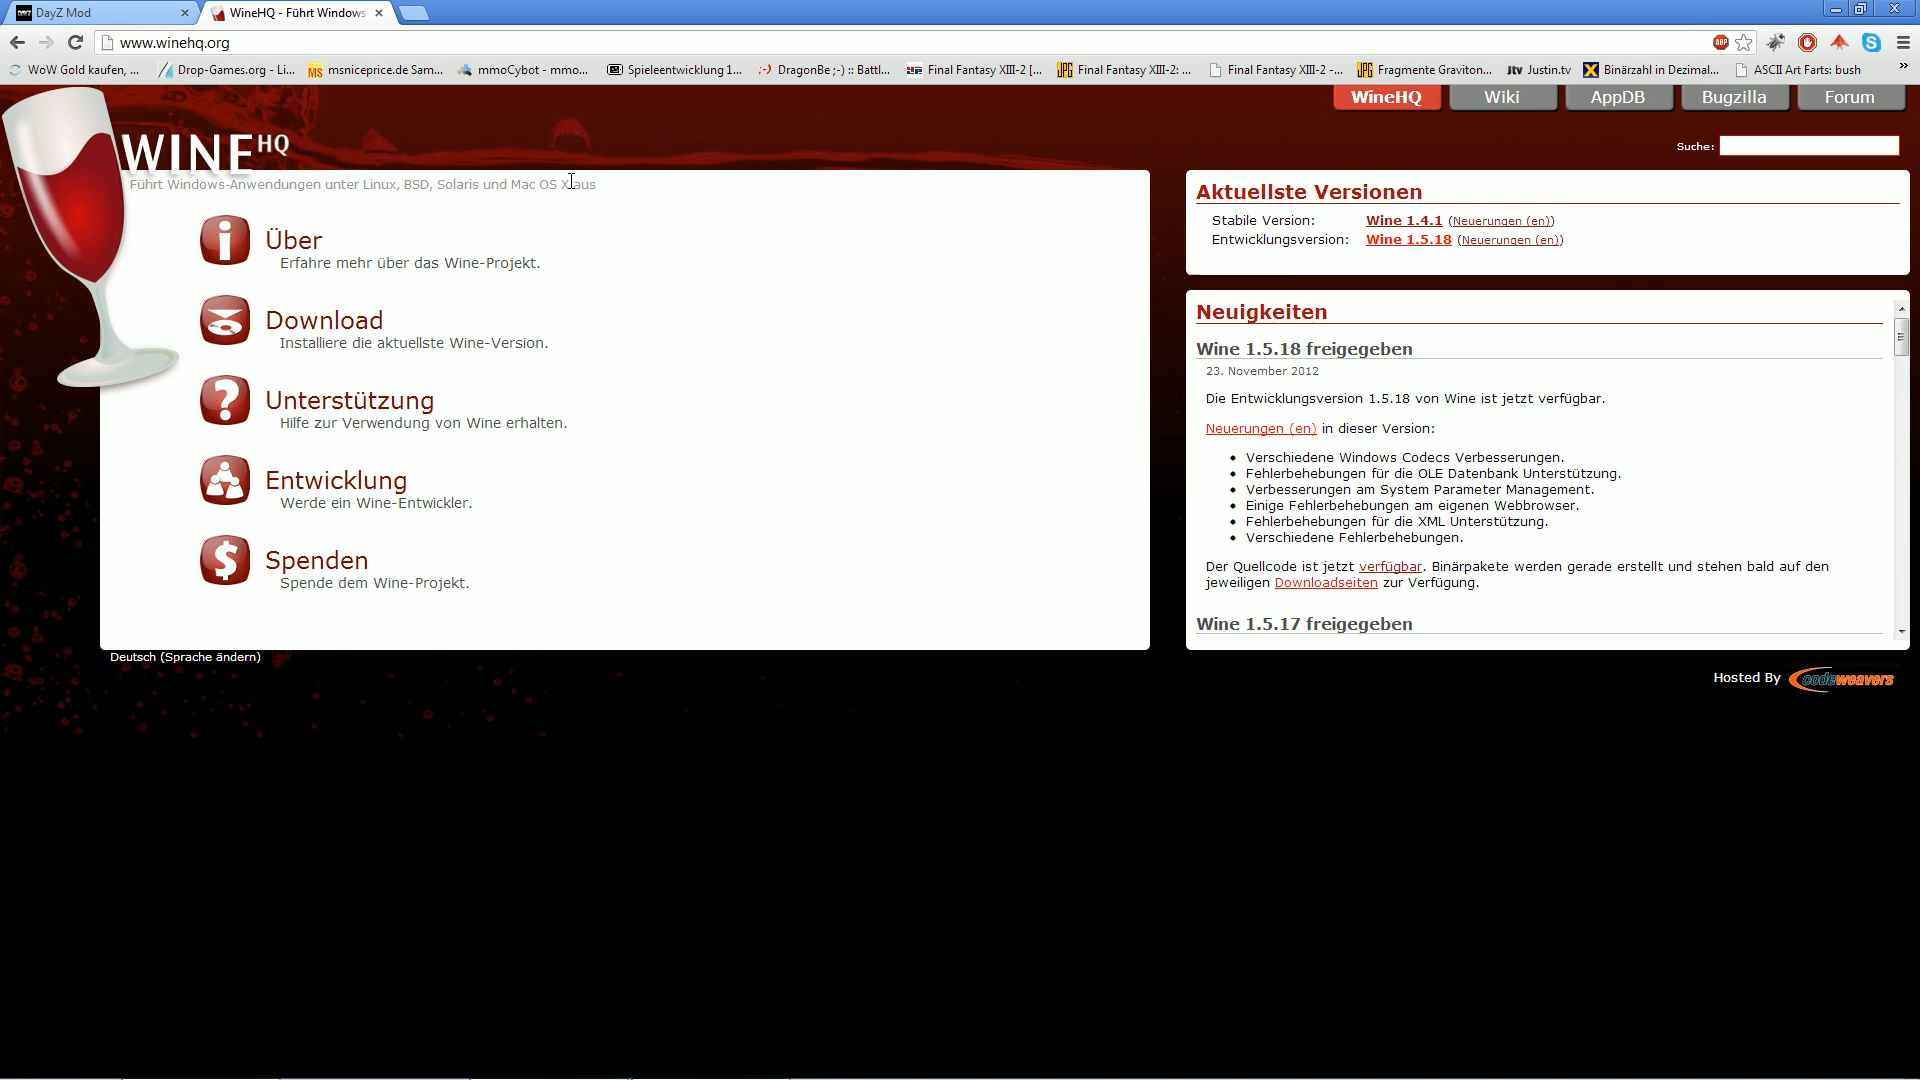 DayZ Mod
WineHQ - Führt Windows
www.winehq.org
ABP
WoW Gold kaufen, ...
Drop-Games.org - Li...
msniceprice.de Sam...
mmoCybot - mmo...
Spieleentwicklung 1...
DragonBe ;-) :: Battl...
Final Fantasy XIII-2 [...
Final Fantasy XIII-2: ...
Final Fantasy XIII-2 -...
Fragmente Graviton...
Justin.tv
Binärzahl in Dezimal...
ASCII Art Farts: bush
»
WineHQ
Wiki
AppDB
Bugzilla
Forum
WINE HQ
Suche:
Führt Windows-Anwendungen unter Linux, BSD, Solaris und Mac OS X aus
Über
Erfahre mehr über das Wine-Projekt.
Download
Installiere die aktuellste Wine-Version.
Unterstützung
Hilfe zur Verwendung von Wine erhalten.
Entwicklung
Werde ein Wine-Entwickler.
Spenden
Spende dem Wine-Projekt.
Deutsch (Sprache ändern)
Aktuellste Versionen
Stabile Version: Wine 1.4.1 (Neuerungen (en))
Entwicklungsversion: Wine 1.5.18 (Neuerungen (en))
Neuigkeiten
Wine 1.5.18 freigegeben
23. November 2012
Die Entwicklungsversion 1.5.18 von Wine ist jetzt verfügbar.
Neuerungen (en) in dieser Version:
• Verschiedene Windows Codecs Verbesserungen.
• Fehlerbehebungen für die OLE Datenbank Unterstützung.
• Verbesserungen am System Parameter Management.
• Einige Fehlerbehebungen am eigenen Webbrowser.
• Fehlerbehebungen für die XML Unterstützung.
• Verschiedene Fehlerbehebungen.
Der Quellcode ist jetzt verfügbar. Binärpakete werden gerade erstellt und stehen bald auf den
jeweiligen Downloadseiten zur Verfügung.
Wine 1.5.17 freigegeben
Hosted By codeweavers